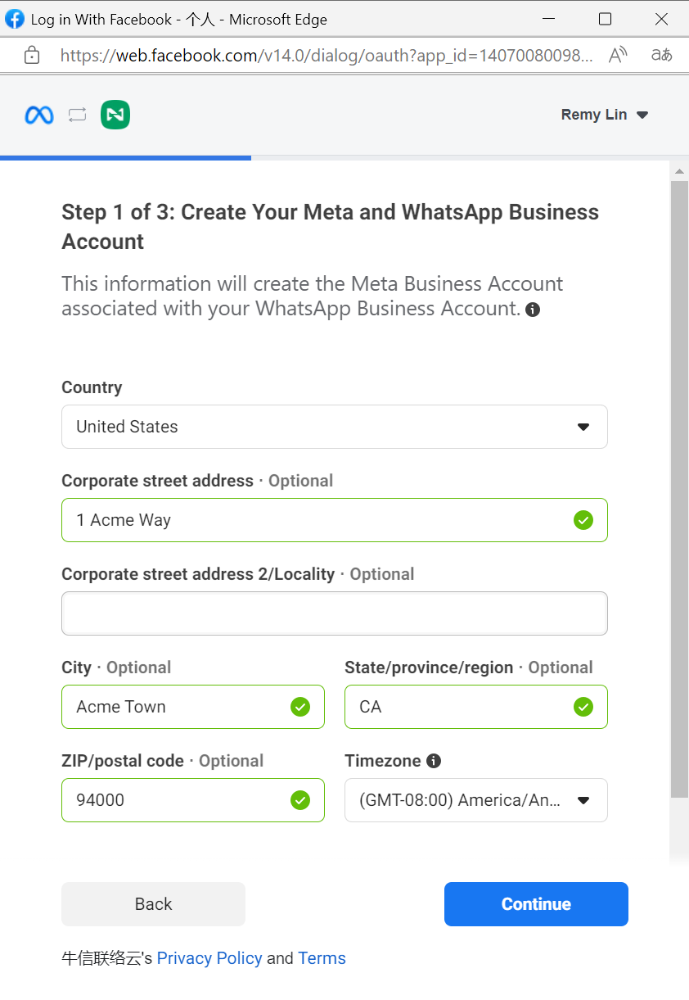 Log in With Facebook - 个人 - Microsoft Edge
https://web.facebook.com/v14.0/dialog/oauth?app_id=14070080098... A aあ
N
Remy Lin
Step 1 of 3: Create Your Meta and WhatsApp Business
Account
This information will create the Meta Business Account
associated with your WhatsApp Business Account.
Country
United States
Corporate street address · Optional
1 Acme Way
Corporate street address 2/Locality · Optional
City · Optional State/province/region · Optional
Acme Town CA
ZIP/postal code · Optional Timezone
94000 (GMT-08:00) America/An...
Back Continue
牛信联络云's Privacy Policy and Terms